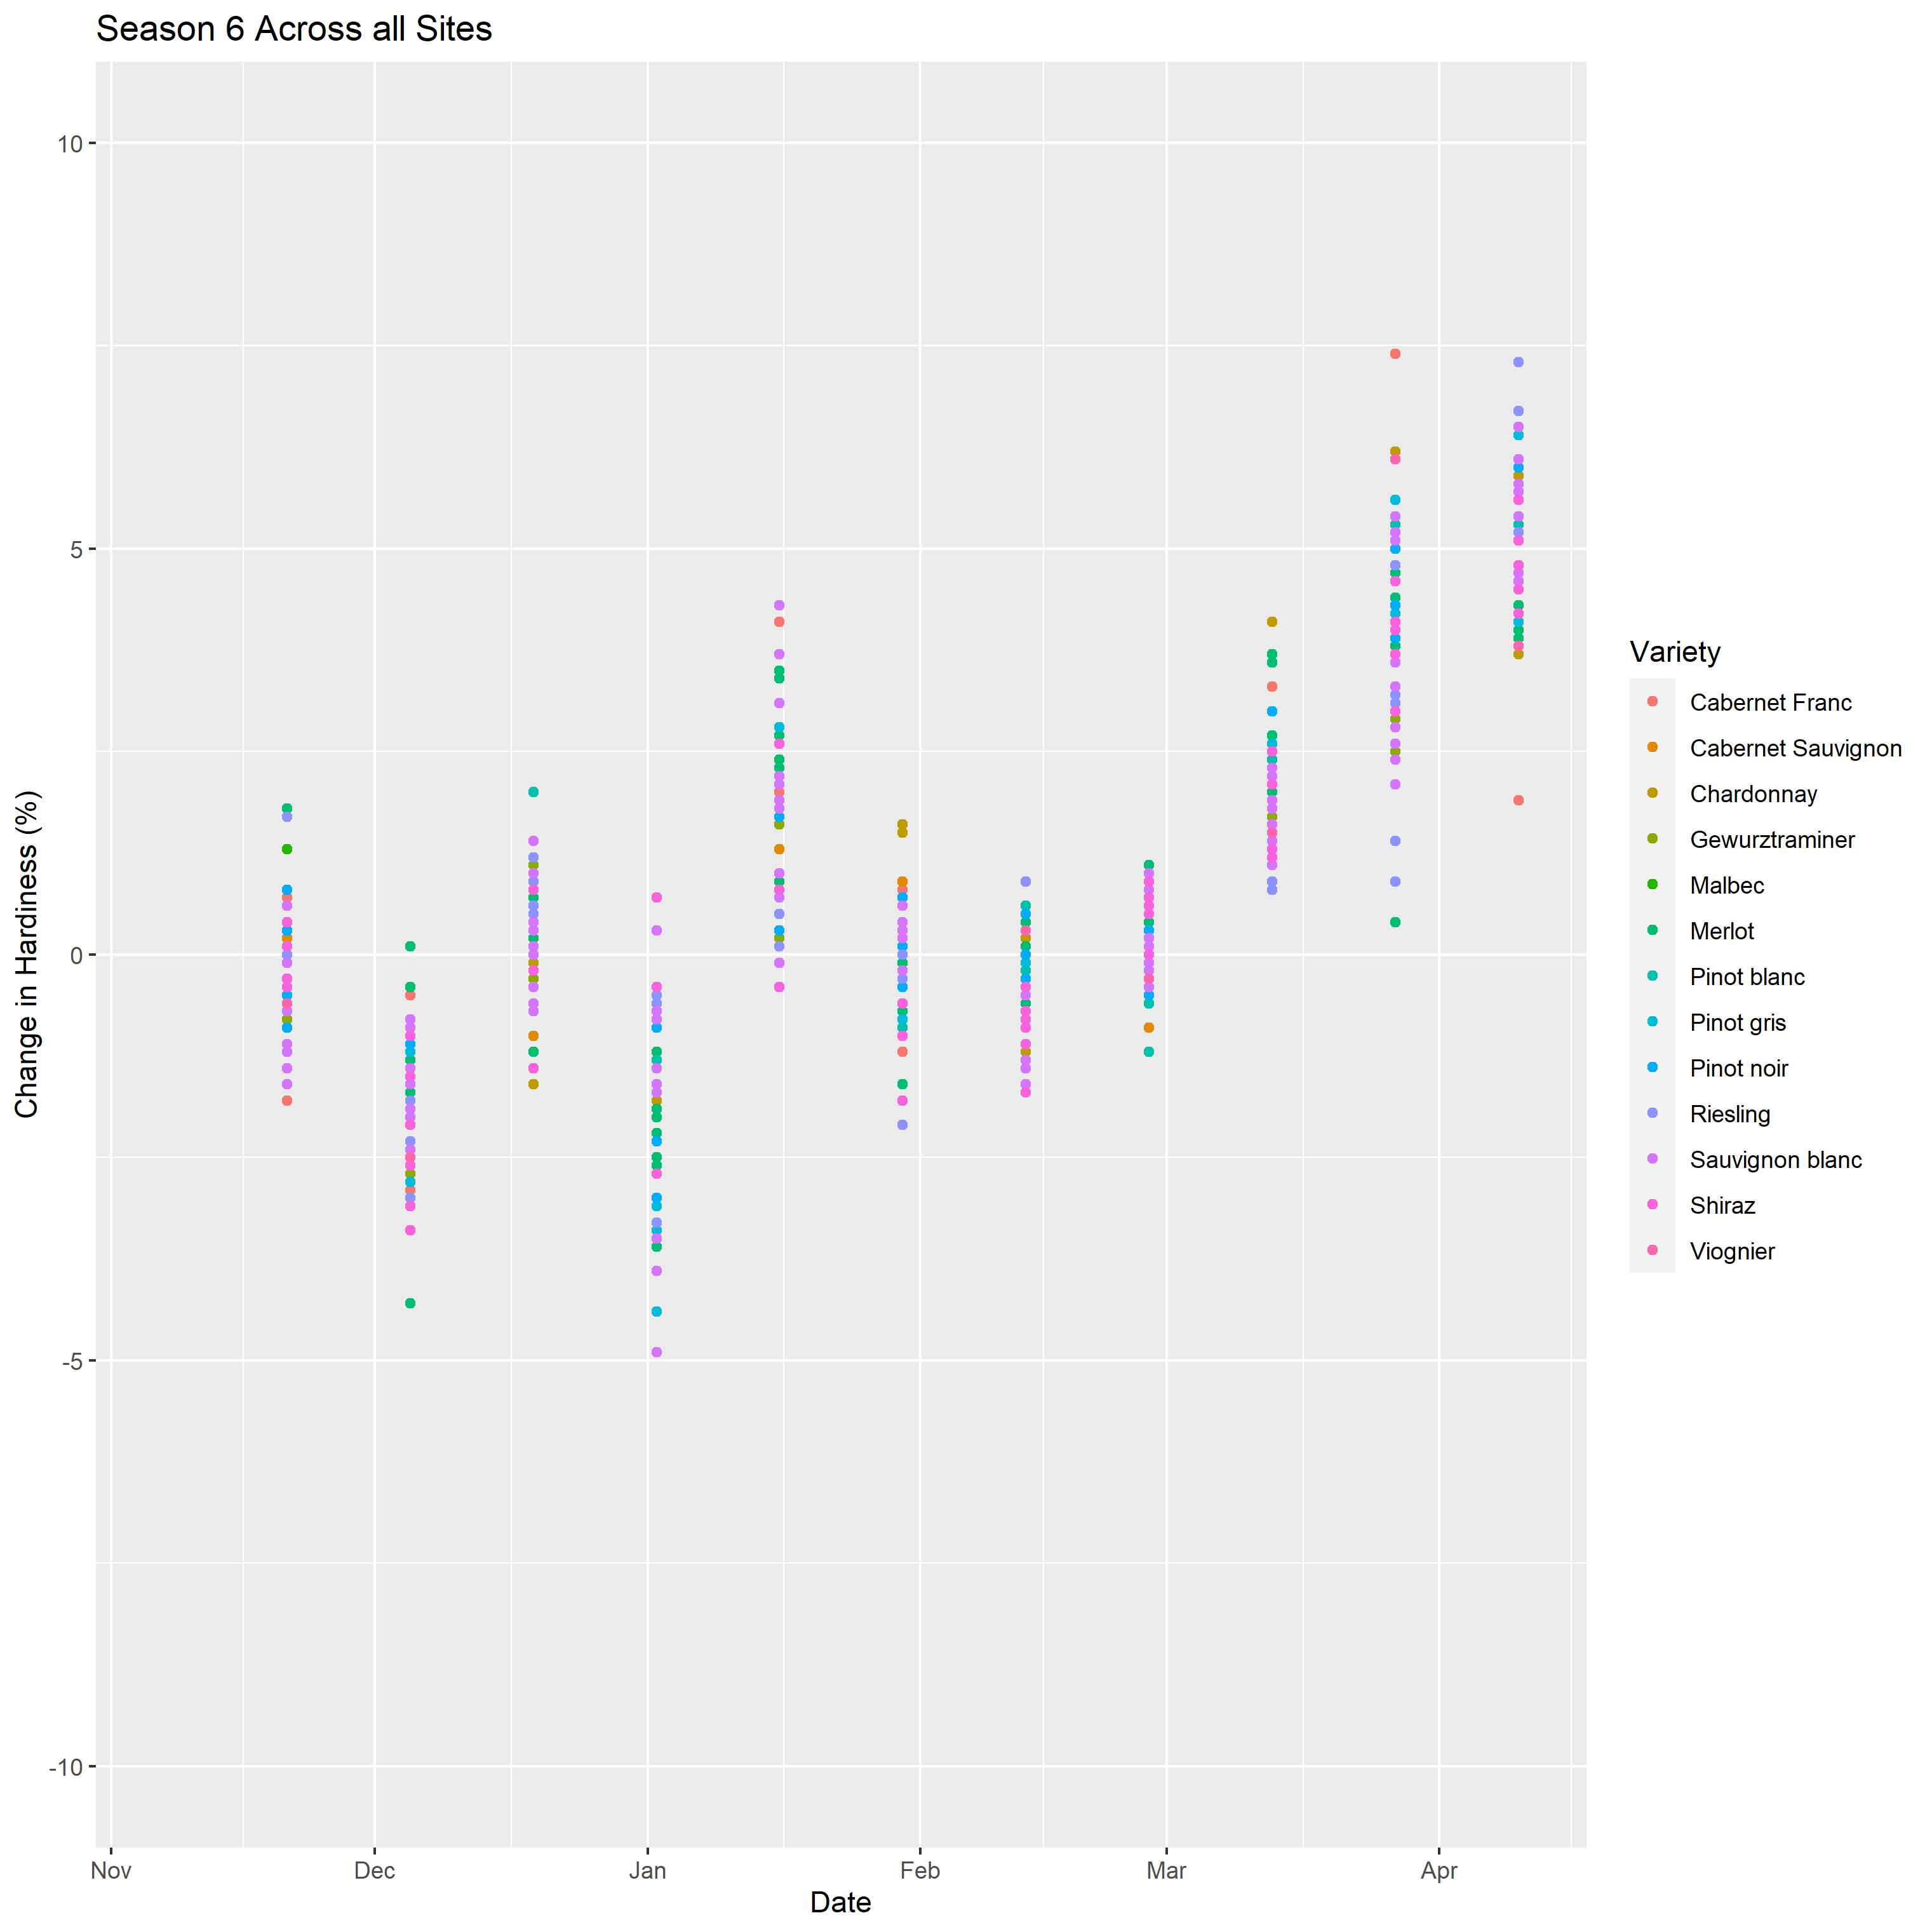 Season 6 Across all Sites
Change in Hardiness (%)
10
5
0
-5
-10
Nov Dec Jan Feb Mar Apr
Date
Variety
Cabernet Franc
Cabernet Sauvignon
Chardonnay
Gewurztraminer
Malbec
Merlot
Pinot blanc
Pinot gris
Pinot noir
Riesling
Sauvignon blanc
Shiraz
Viognier